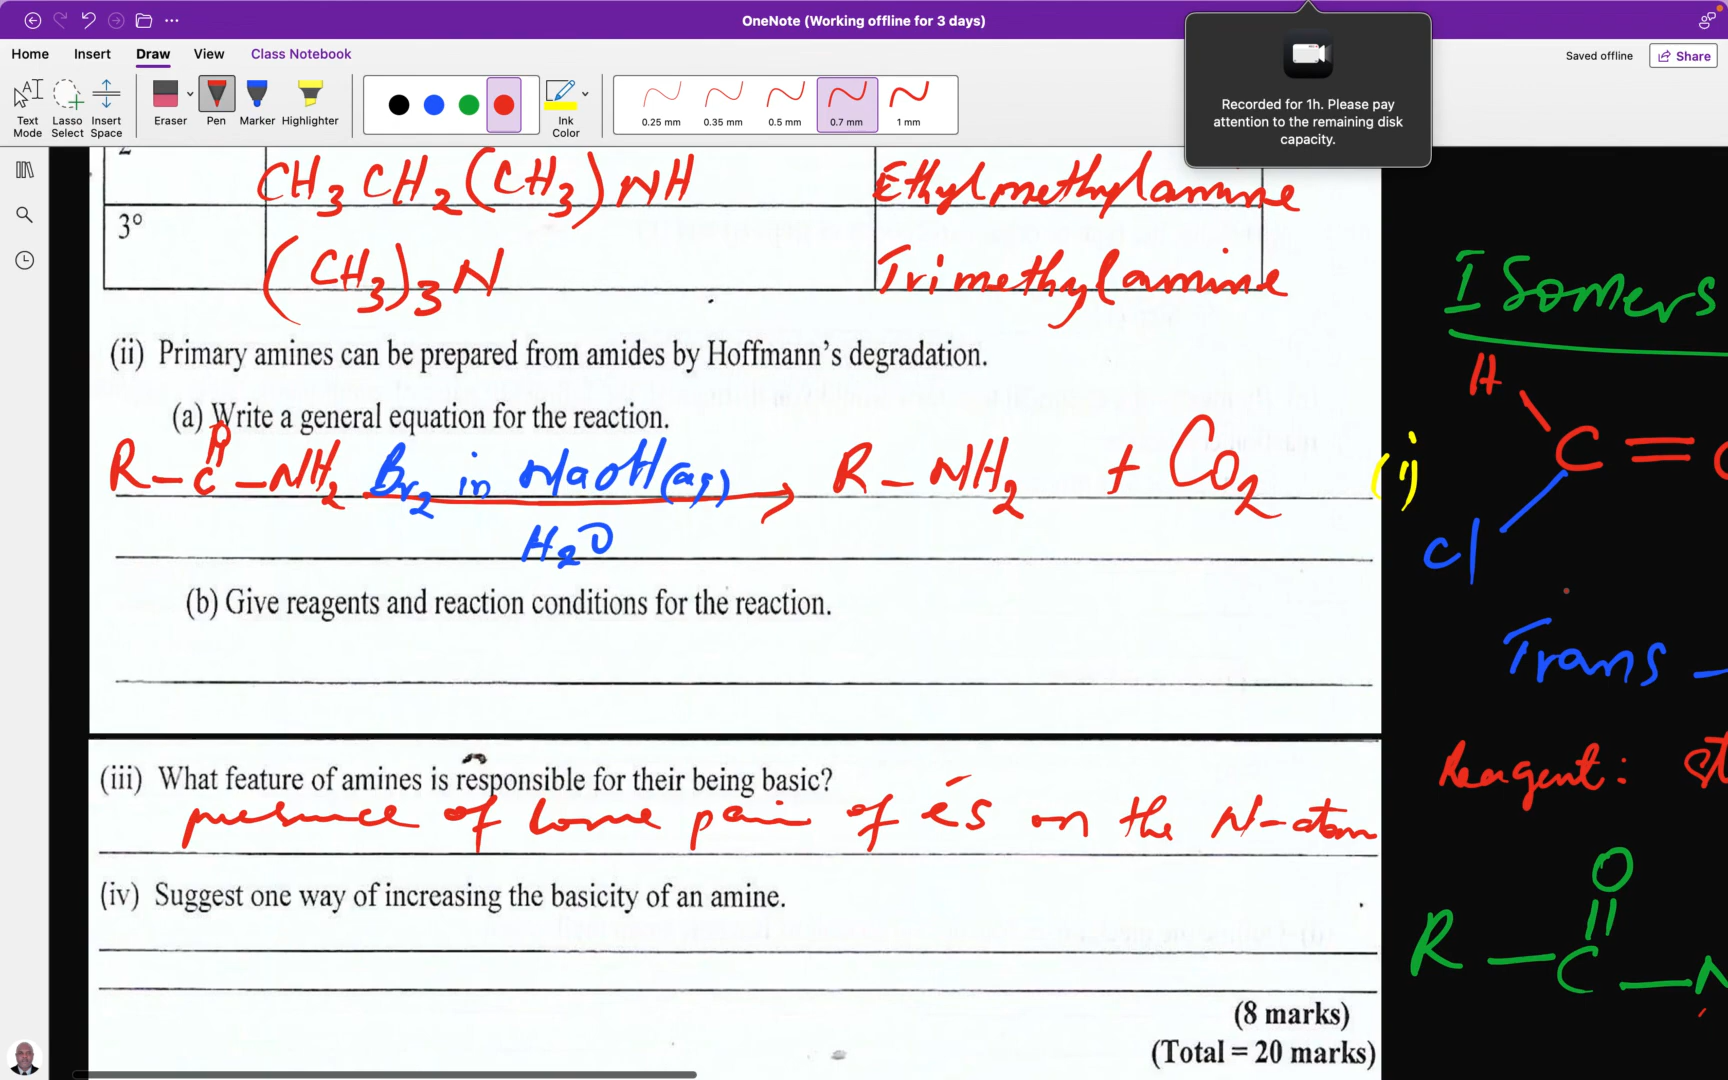 OneNote (Working offline for 3 days)
Home Insert Draw View Class Notebook
Saved offline Share
Text Mode
Lasso Select
Insert Space
Eraser
Pen
Marker
Highlighter
Ink Color
0.25 mm 0.35 mm 0.5 mm 0.7 mm 1 mm
Recorded for 1h. Please pay
attention to the remaining disk
capacity.
CH3CH2(CH3)NH Ethylmethylamine
3°
(CH3)3N Trimethylamine
(ii) Primary amines can be prepared from amides by Hoffmann's degradation.
(a) Write a general equation for the reaction.
R–C–NH2 Br2 in NaOH(aq) R–NH2 + CO2
H2O
(b) Give reagents and reaction conditions for the reaction.
(iii) What feature of amines is responsible for their being basic?
presence of lone pair of es on the N-atom
(iv) Suggest one way of increasing the basicity of an amine.
(8 marks)
(Total = 20 marks)
Isomers
H
(i) C=
Cl
Trans –
Reagent:
O
R–C–N